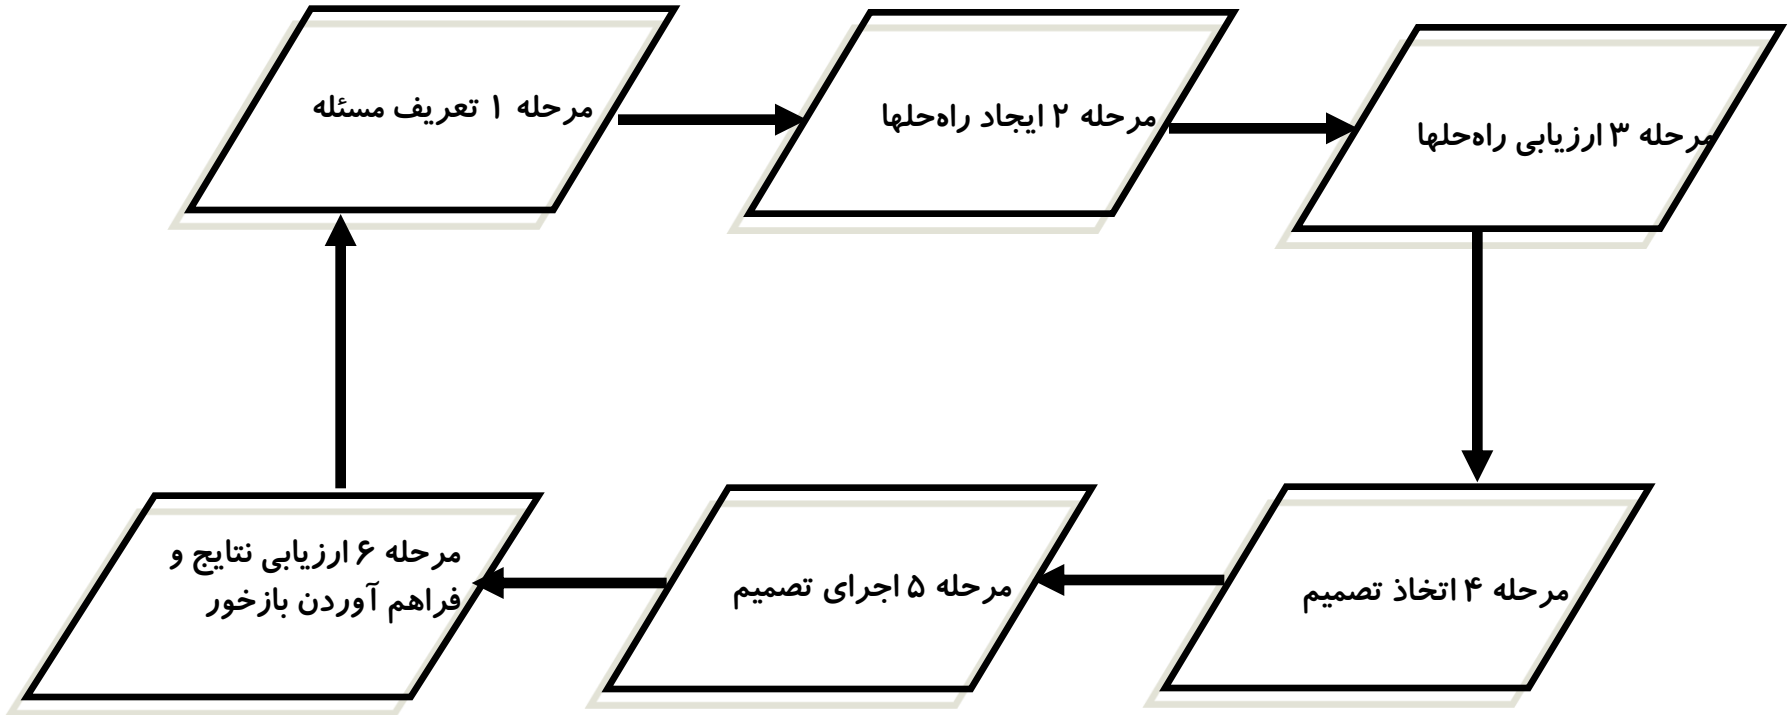 مرحله ۱ تعریف مسئله
مرحله ۲ ایجاد راه‌حلها
مرحله ۳ ارزیابی راه‌حلها
مرحله ۴ اتخاذ تصمیم
مرحله ۵ اجرای تصمیم
مرحله ۶ ارزیابی نتایج و
فراهم آوردن بازخور